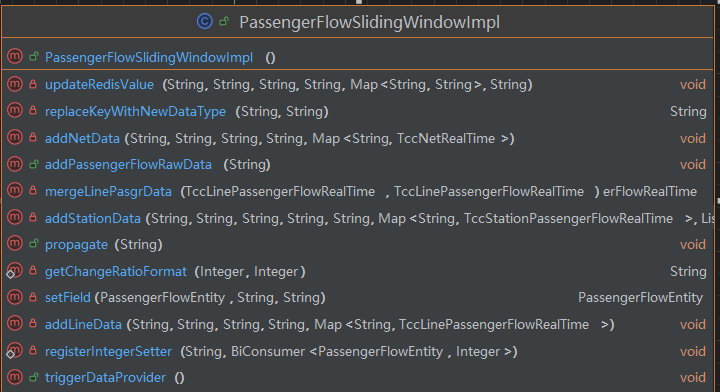 PassengerFlowSlidingWindowImpl
PassengerFlowSlidingWindowImpl ()
updateRedisValue (String, String, String, String, Map<String, String>, String) void
replaceKeyWithNewDataType (String, String) String
addNetData (String, String, String, String, Map<String, TccNetRealTime >) void
addPassengerFlowRawData (String) void
mergeLinePasgrData (TccLinePassengerFlowRealTime , TccLinePassengerFlowRealTime ) erFlowRealTime
addStationData (String, String, String, String, String, Map<String, TccStationPassengerFlowRealTime >, Lis
propagate (String) void
getChangeRatioFormat (Integer, Integer) String
setField (PassengerFlowEntity , String, String) PassengerFlowEntity
addLineData (String, String, String, String, Map<String, TccLinePassengerFlowRealTime >) void
registerIntegerSetter (String, BiConsumer <PassengerFlowEntity , Integer >) void
triggerDataProvider () void